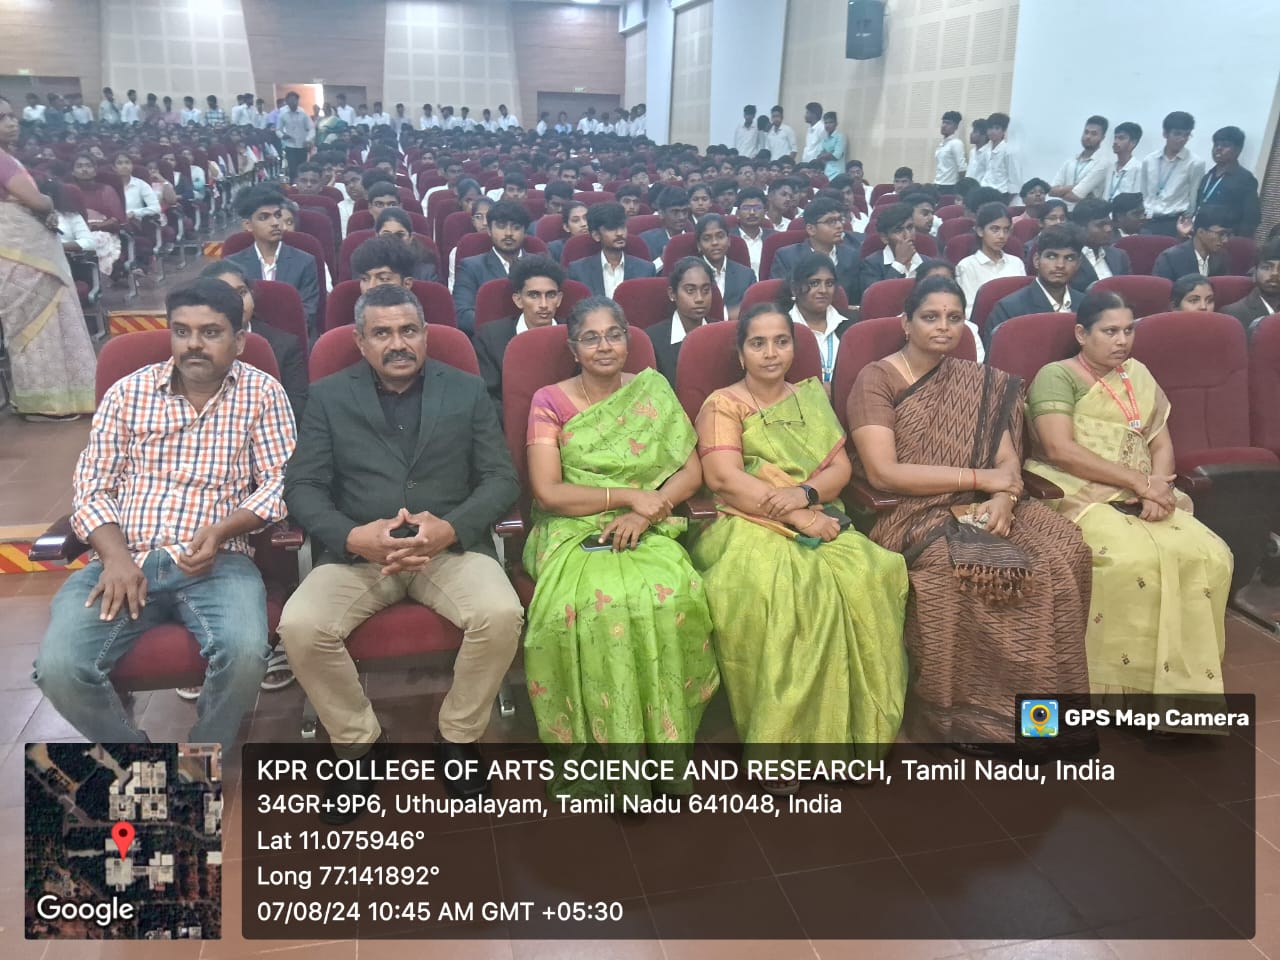 GPS Map Camera
KPR COLLEGE OF ARTS SCIENCE AND RESEARCH, Tamil Nadu, India
34GR+9P6, Uthupalayam, Tamil Nadu 641048, India
Lat 11.075946°
Long 77.141892°
07/08/24 10:45 AM GMT +05:30
Google